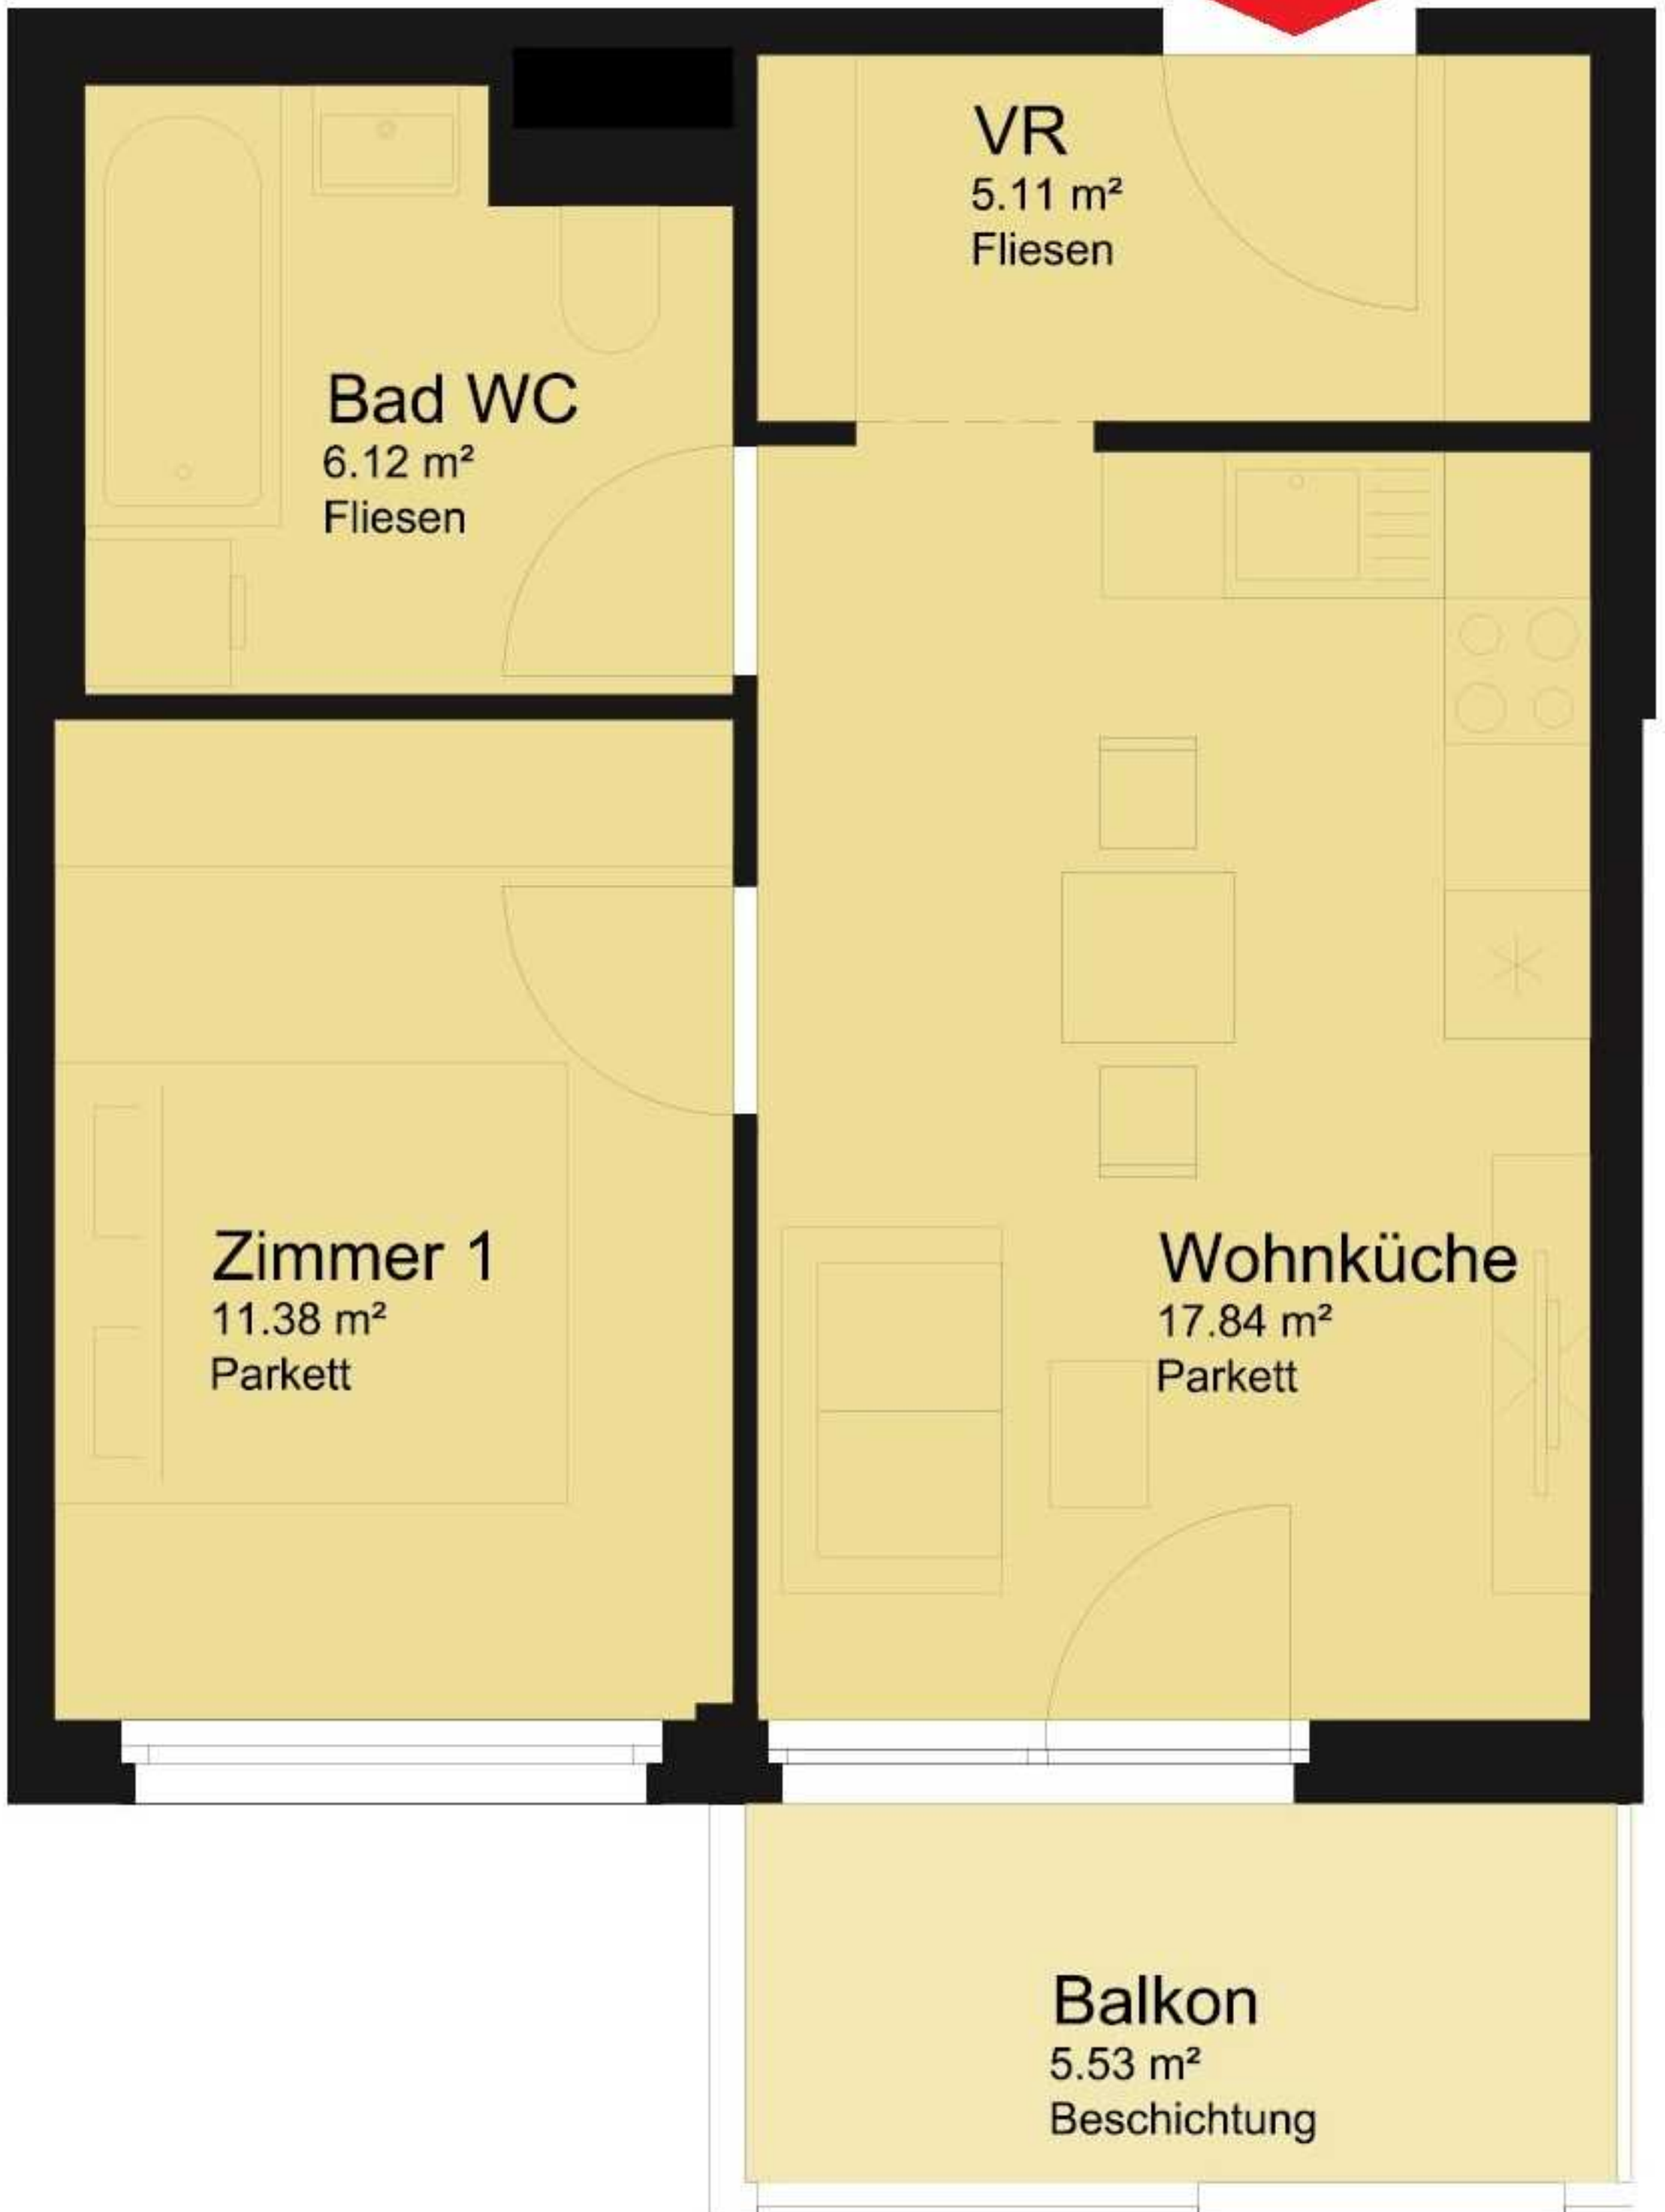 VR
5.11 m²
Fliesen
Bad WC
6.12 m²
Fliesen
Zimmer 1
11.38 m²
Parkett
Wohnküche
17.84 m²
Parkett
Balkon
5.53 m²
Beschichtung